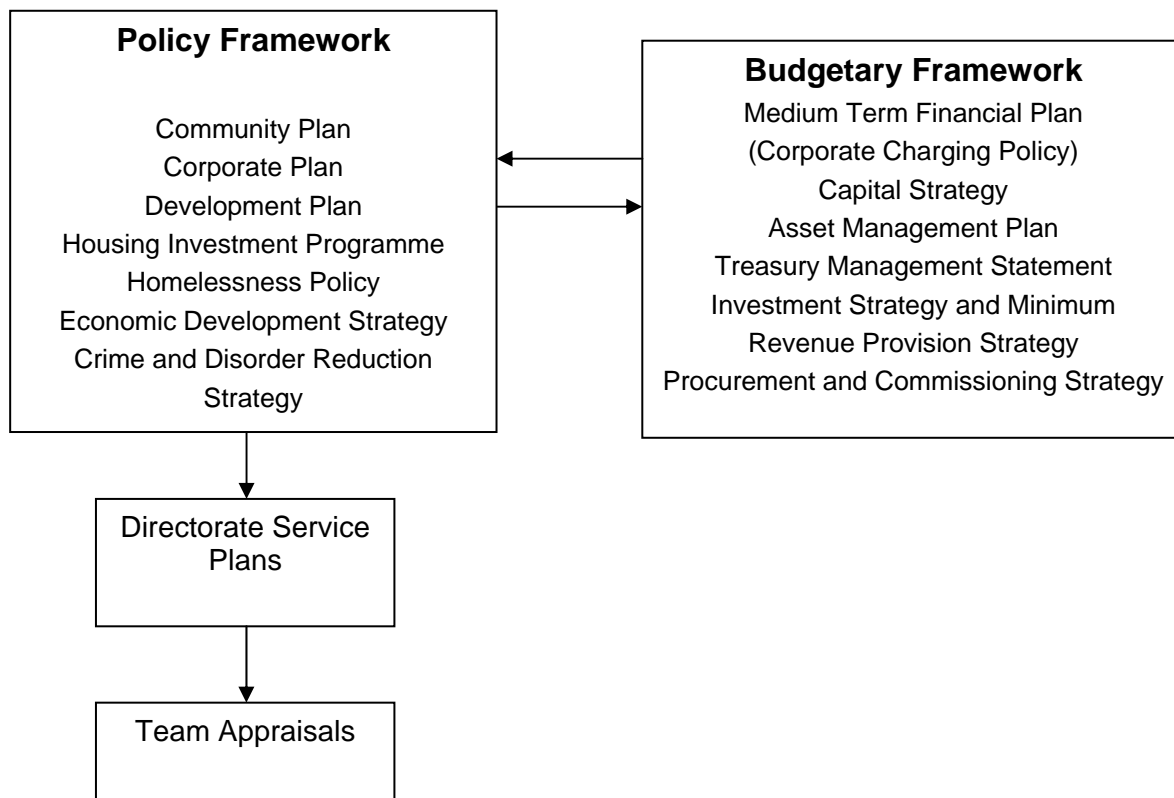 Policy Framework
Community Plan
Corporate Plan
Development Plan
Housing Investment Programme
Homelessness Policy
Economic Development Strategy
Crime and Disorder Reduction
Strategy
Budgetary Framework
Medium Term Financial Plan
(Corporate Charging Policy)
Capital Strategy
Asset Management Plan
Treasury Management Statement
Investment Strategy and Minimum
Revenue Provision Strategy
Procurement and Commissioning Strategy
Directorate Service
Plans
Team Appraisals